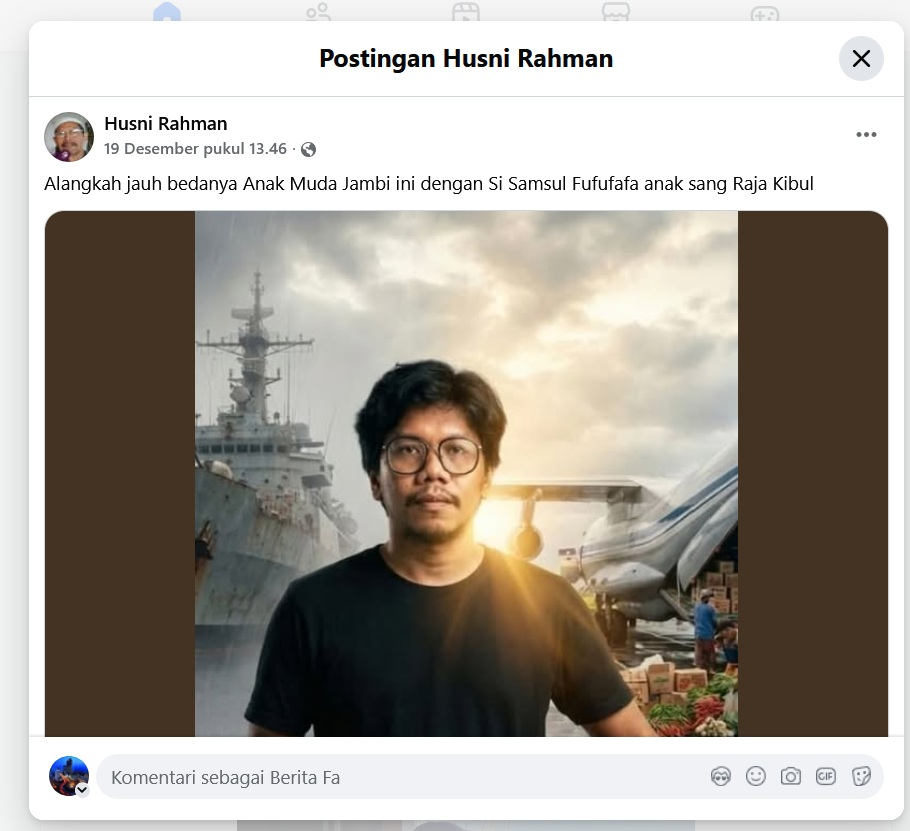 Postingan Husni Rahman
Husni Rahman
19 Desember pukul 13.46 ·
Alangkah jauh bedanya Anak Muda Jambi ini dengan Si Samsul Fufufafa anak sang Raja Kibul
Komentari sebagai Berita Fa
GIF